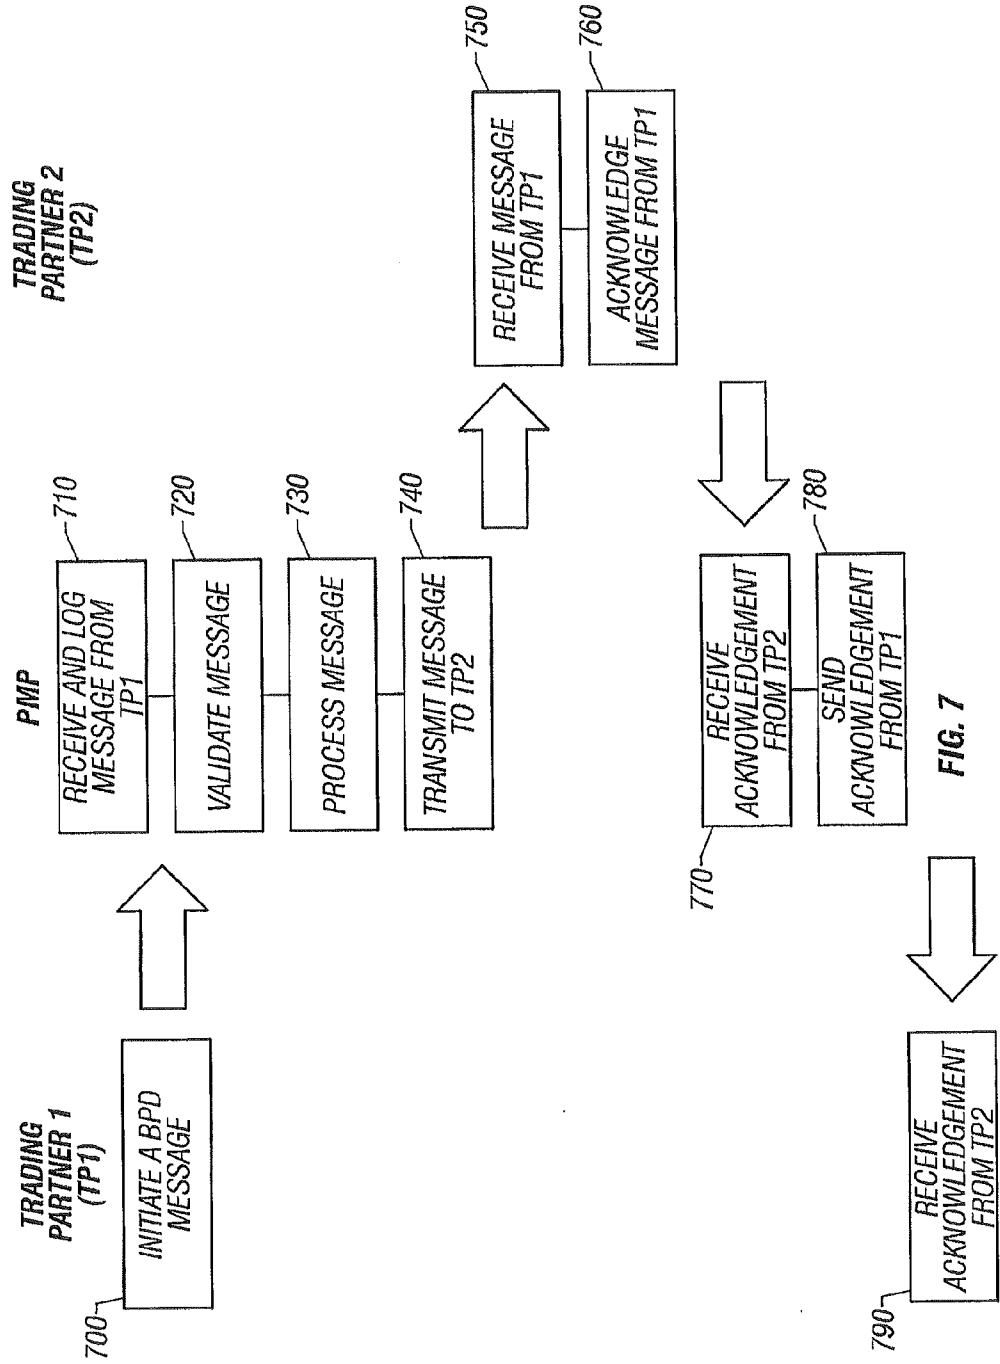 TRADING
PARTNER 1
(TP1)
PMP
TRADING
PARTNER 2
(TP2)
700
INITIATE A BPD
MESSAGE
710
RECEIVE AND LOG
MESSAGE FROM
TP1
720
VALIDATE MESSAGE
730
PROCESS MESSAGE
740
TRANSMIT MESSAGE
TO TP2
750
RECEIVE MESSAGE
FROM TP1
760
ACKNOWLEDGE
MESSAGE FROM TP1
770
RECEIVE
ACKNOWLEDGEMENT
FROM TP2
780
SEND
ACKNOWLEDGEMENT
FROM TP1
790
RECEIVE
ACKNOWLEDGEMENT
FROM TP2
FIG. 7